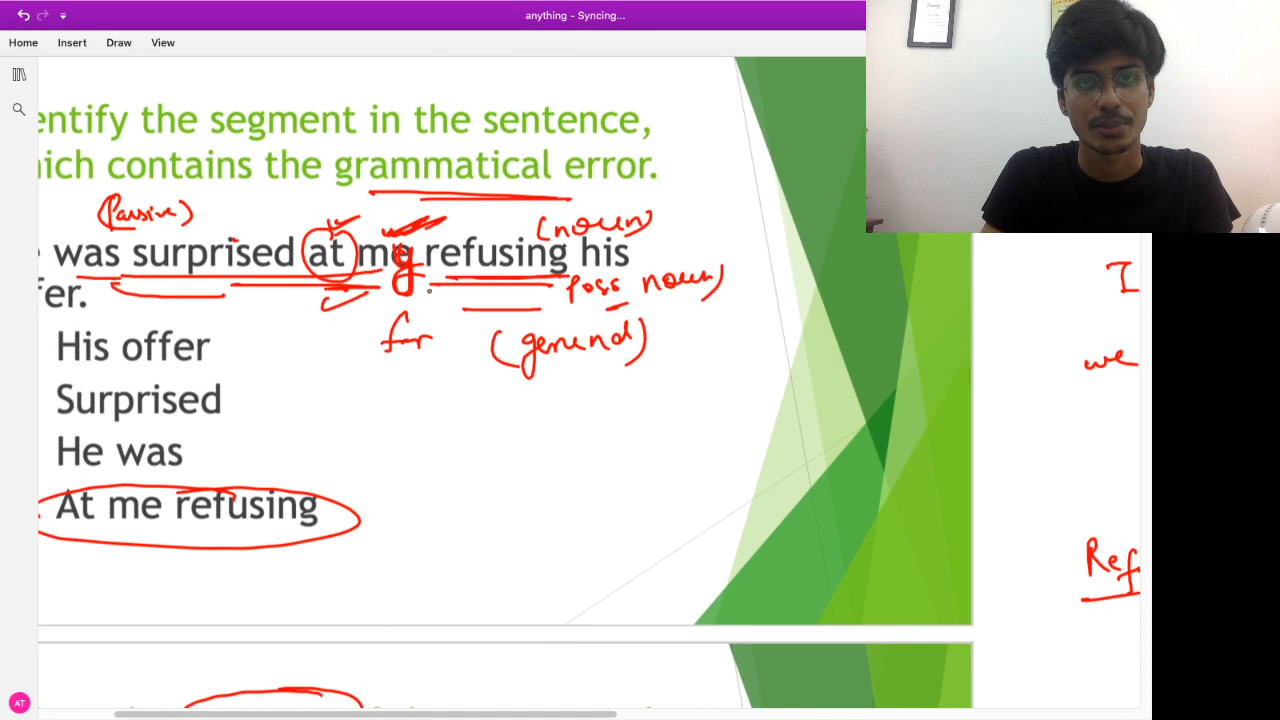 anything - Syncing...
Home Insert Draw View
entify the segment in the sentence,
hich contains the grammatical error.
(Passive)
(noun)
was surprised at me refusing his
y
fer.
poss noun)
for
(gerund)
His offer
Surprised
He was
At me refusing
I
we
Ref
AT